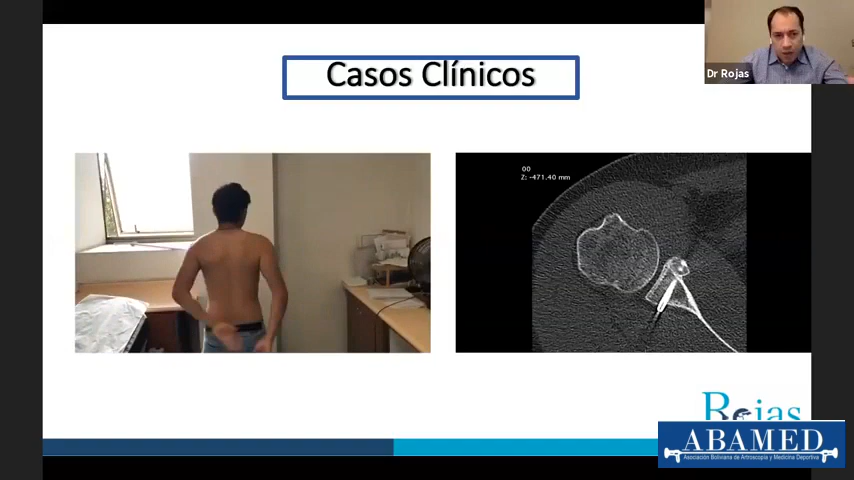 Casos Clínicos
Dr Rojas
00
Z: -471.40 mm
Rojas
ABAMED
Asociación Boliviana de Artroscopia y Medicina Deportiva